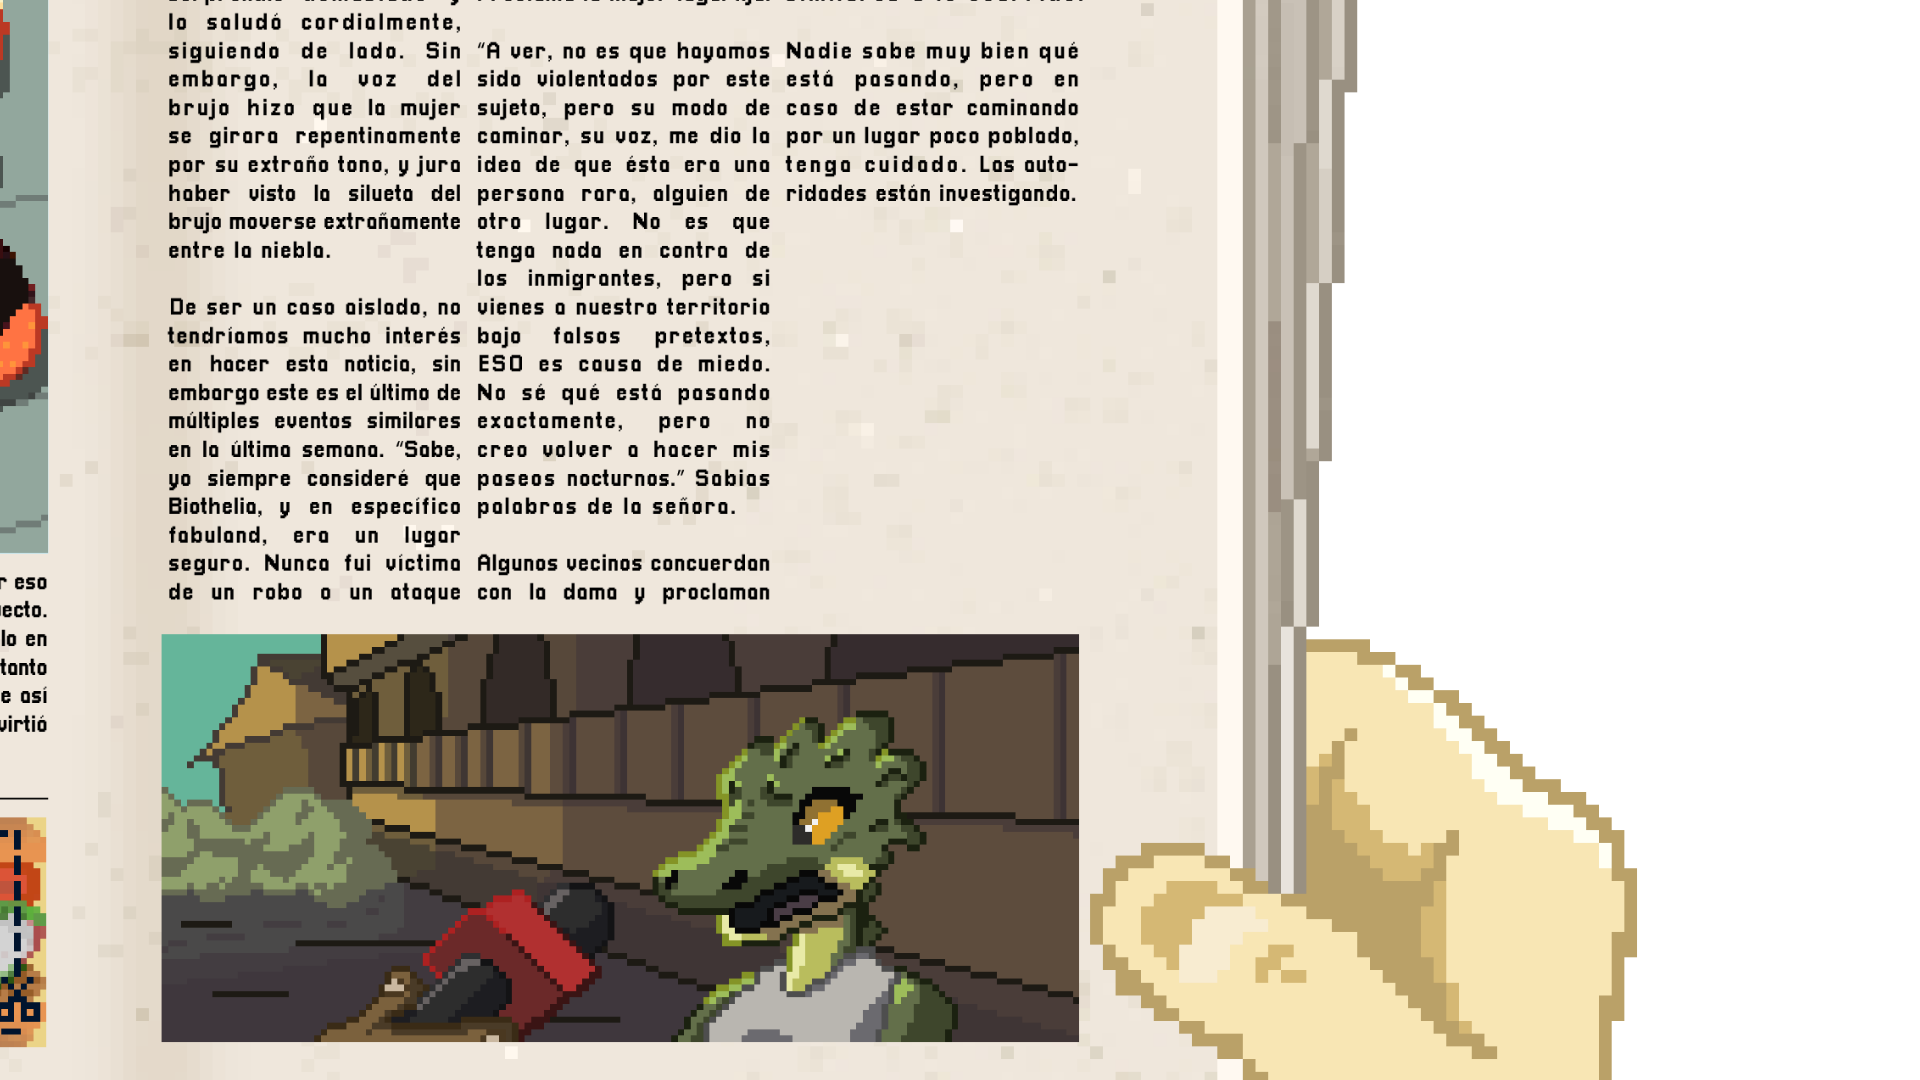 r eso
ecto.
lo en
tanto
e así
virtió
lo saludó cordialmente,
siguiendo de lado. Sin
embargo, la voz del
brujo hizo que la mujer
se girara repentinamente
por su extraño tono, y jura
haber visto la silueta del
brujo moverse extrañamente
entre la niebla.
De ser un caso aislado, no
tendríamos mucho interés
en hacer esta noticia, sin
embargo este es el último de
múltiples eventos similares
en la última semana. "Sabe,
yo siempre consideré que
Biothelia, y en específico
fabuland, era un lugar
seguro. Nunca fui víctima
de un robo o un ataque
"A ver, no es que hayamos
sido violentados por este
sujeto, pero su modo de
caminar, su voz, me dio la
idea de que ésta era una
persona rara, alguien de
otro lugar. No es que
tenga nada en contra de
los inmigrantes, pero si
vienes a nuestro territorio
bajo falsos pretextos,
ESO es causa de miedo.
No sé qué está pasando
exactamente, pero no
creo volver a hacer mis
paseos nocturnos." Sabias
palabras de la señora.
Algunos vecinos concuerdan
con la dama y proclaman
Nadie sabe muy bien qué
está pasando, pero en
caso de estar caminando
por un lugar poco poblado,
tenga cuidado. Las auto-
ridades están investigando.